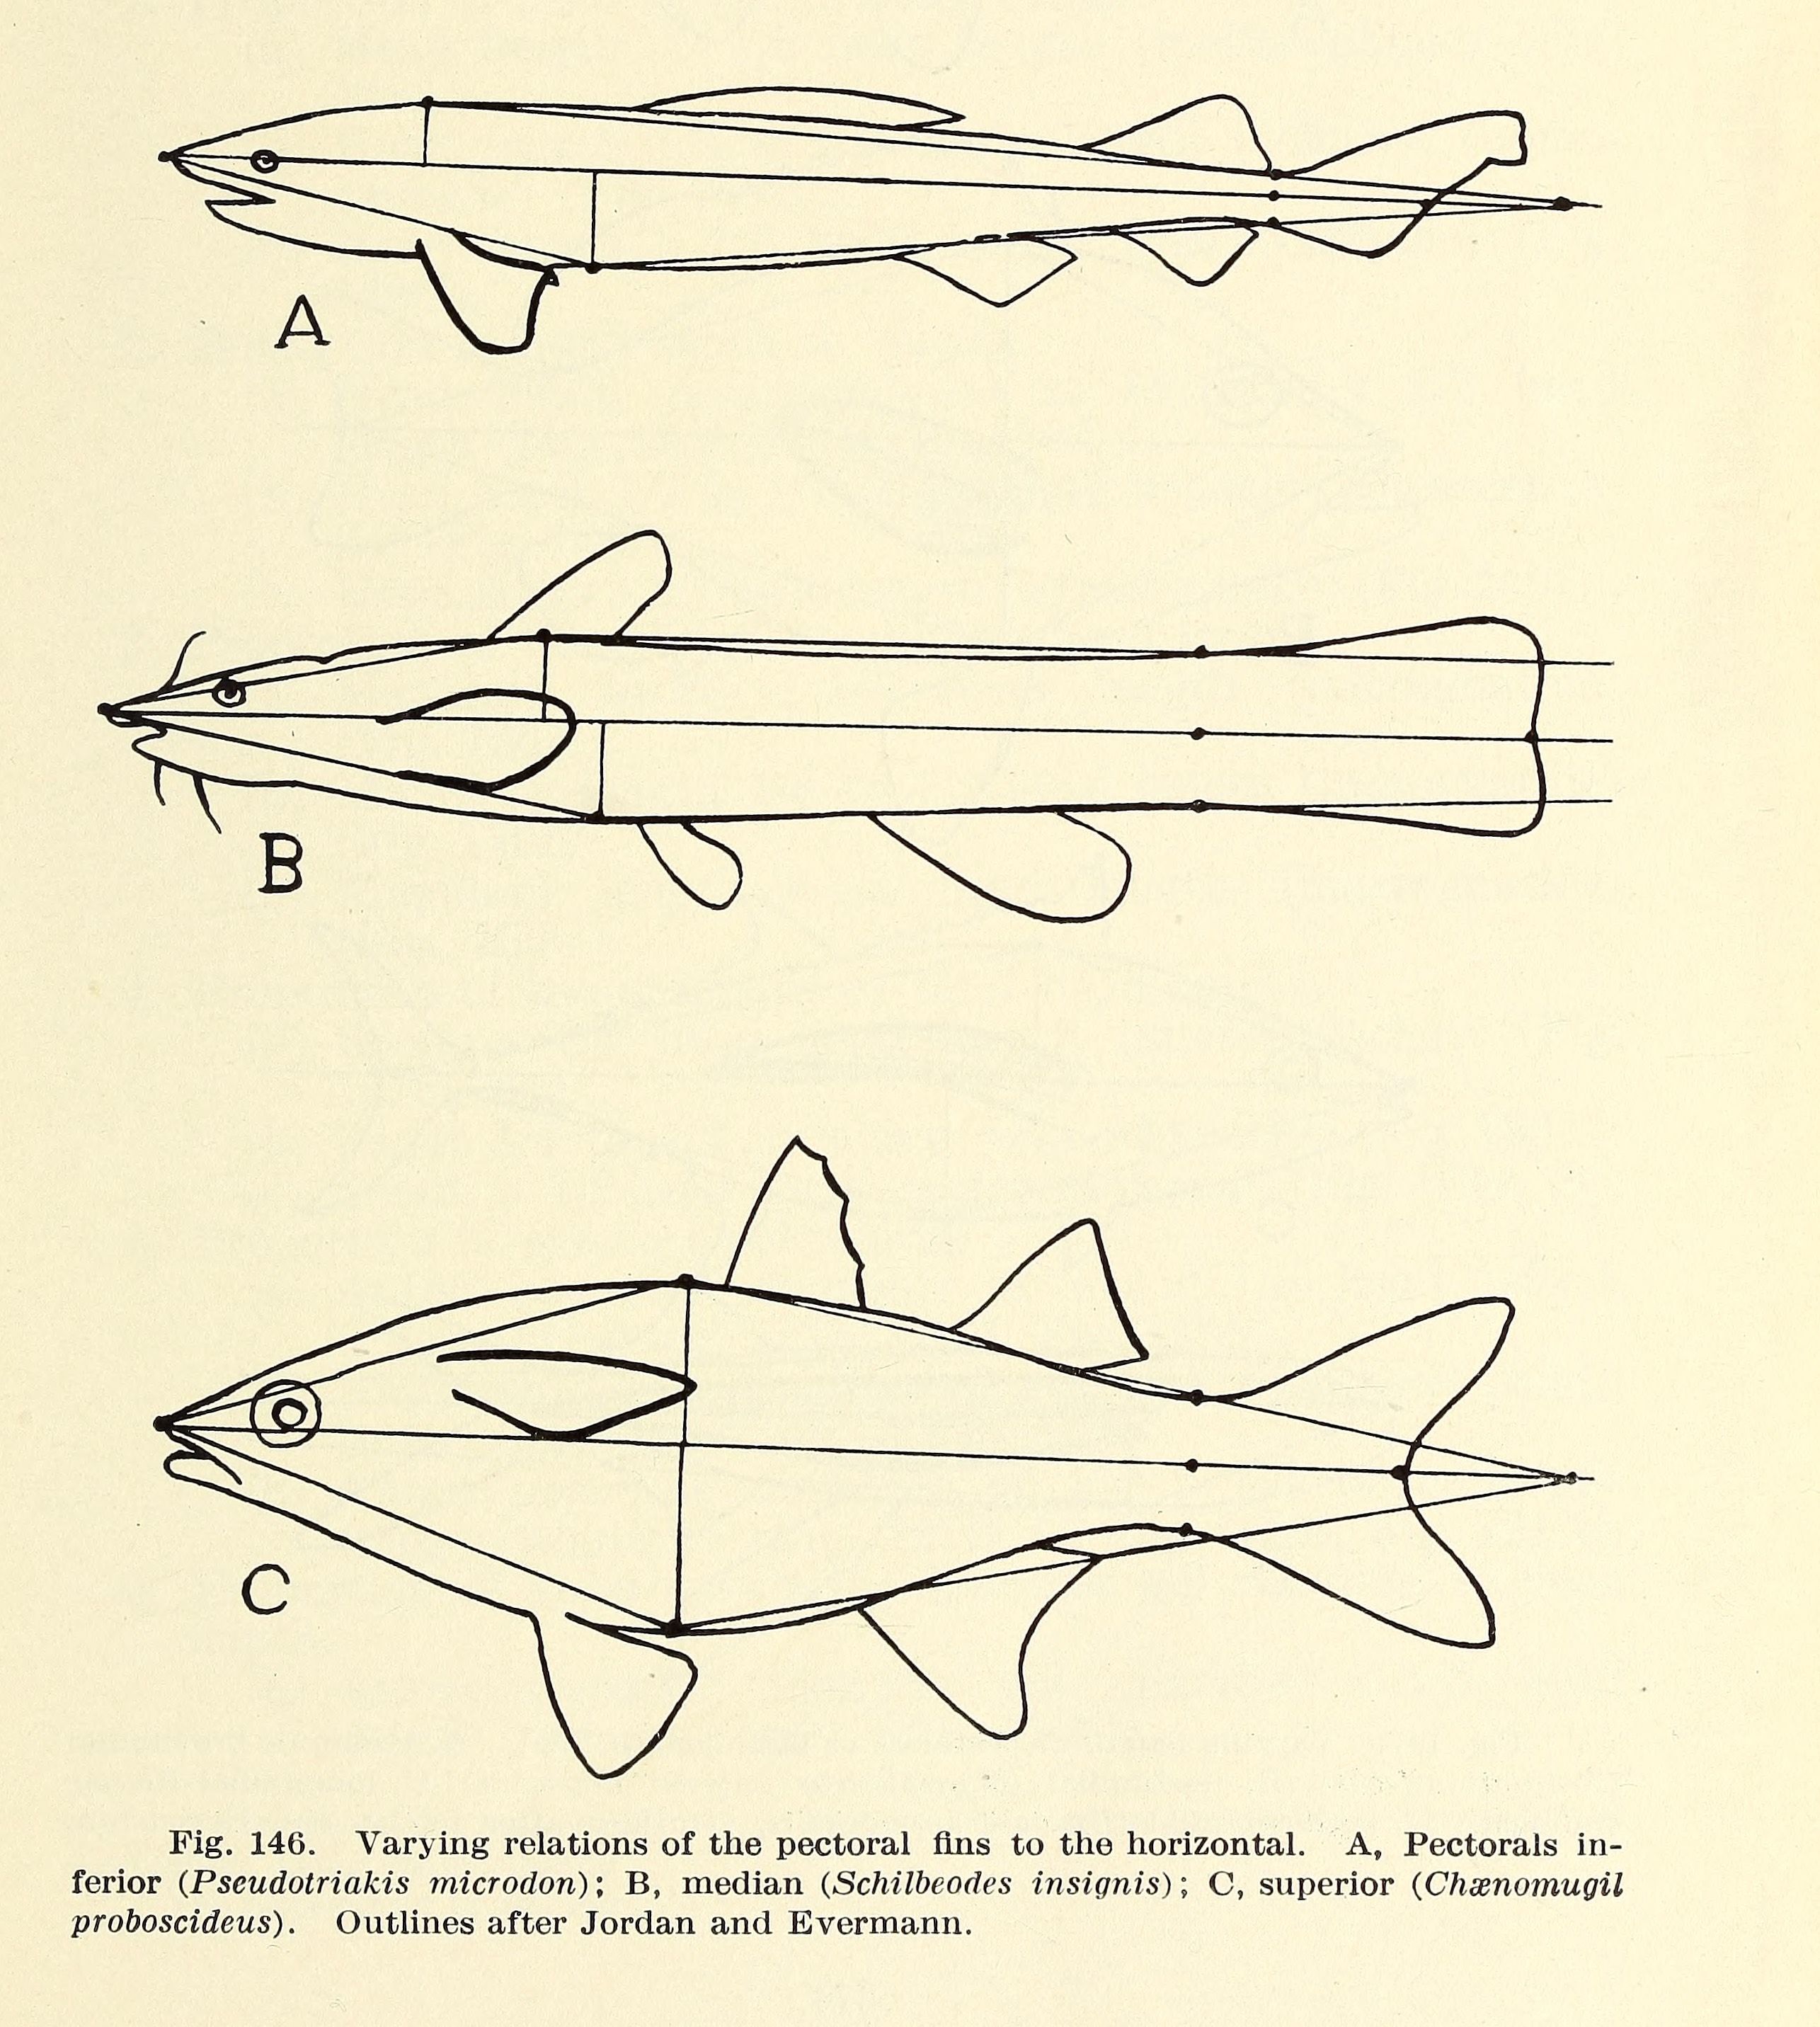 A
B
C
Fig. 146. Varying relations of the pectoral fins to the horizontal. A, Pectorals in-
ferior (Pseudotriakis microdon); B, median (Schilbeodes insignis); C, superior (Chænomugil
proboscideus). Outlines after Jordan and Evermann.